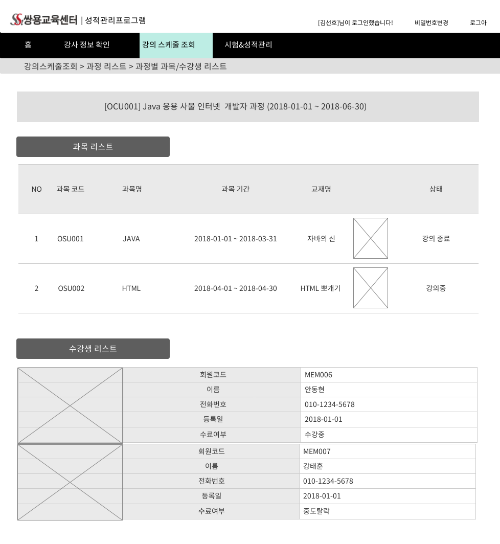 쌍용교육센터 | 성적관리프로그램
[김선호]님이 로그인했습니다! 비밀번호변경 로그아
홈 강사 정보 확인 강의 스케줄 조회 시험&성적관리
강의스케줄조회 > 과정 리스트 > 과정별 과목/수강생 리스트
[OCU001] Java 응용 사물 인터넷 개발자 과정 (2018-01-01 ~ 2018-06-30)
과목 리스트
NO 과목 코드 과목명 과목 기간 교재명 상태
1 OSU001 JAVA 2018-01-01 ~ 2018-03-31 자바의 신 강의 종료
2 OSU002 HTML 2018-04-01 ~ 2018-04-30 HTML 뽀개기 강의중
수강생 리스트
회원코드 MEM006
이름 안동현
전화번호 010-1234-5678
등록일 2018-01-01
수료여부 수강중
회원코드 MEM007
이름 김태훈
전화번호 010-1234-5678
등록일 2018-01-01
수료여부 중도탈락